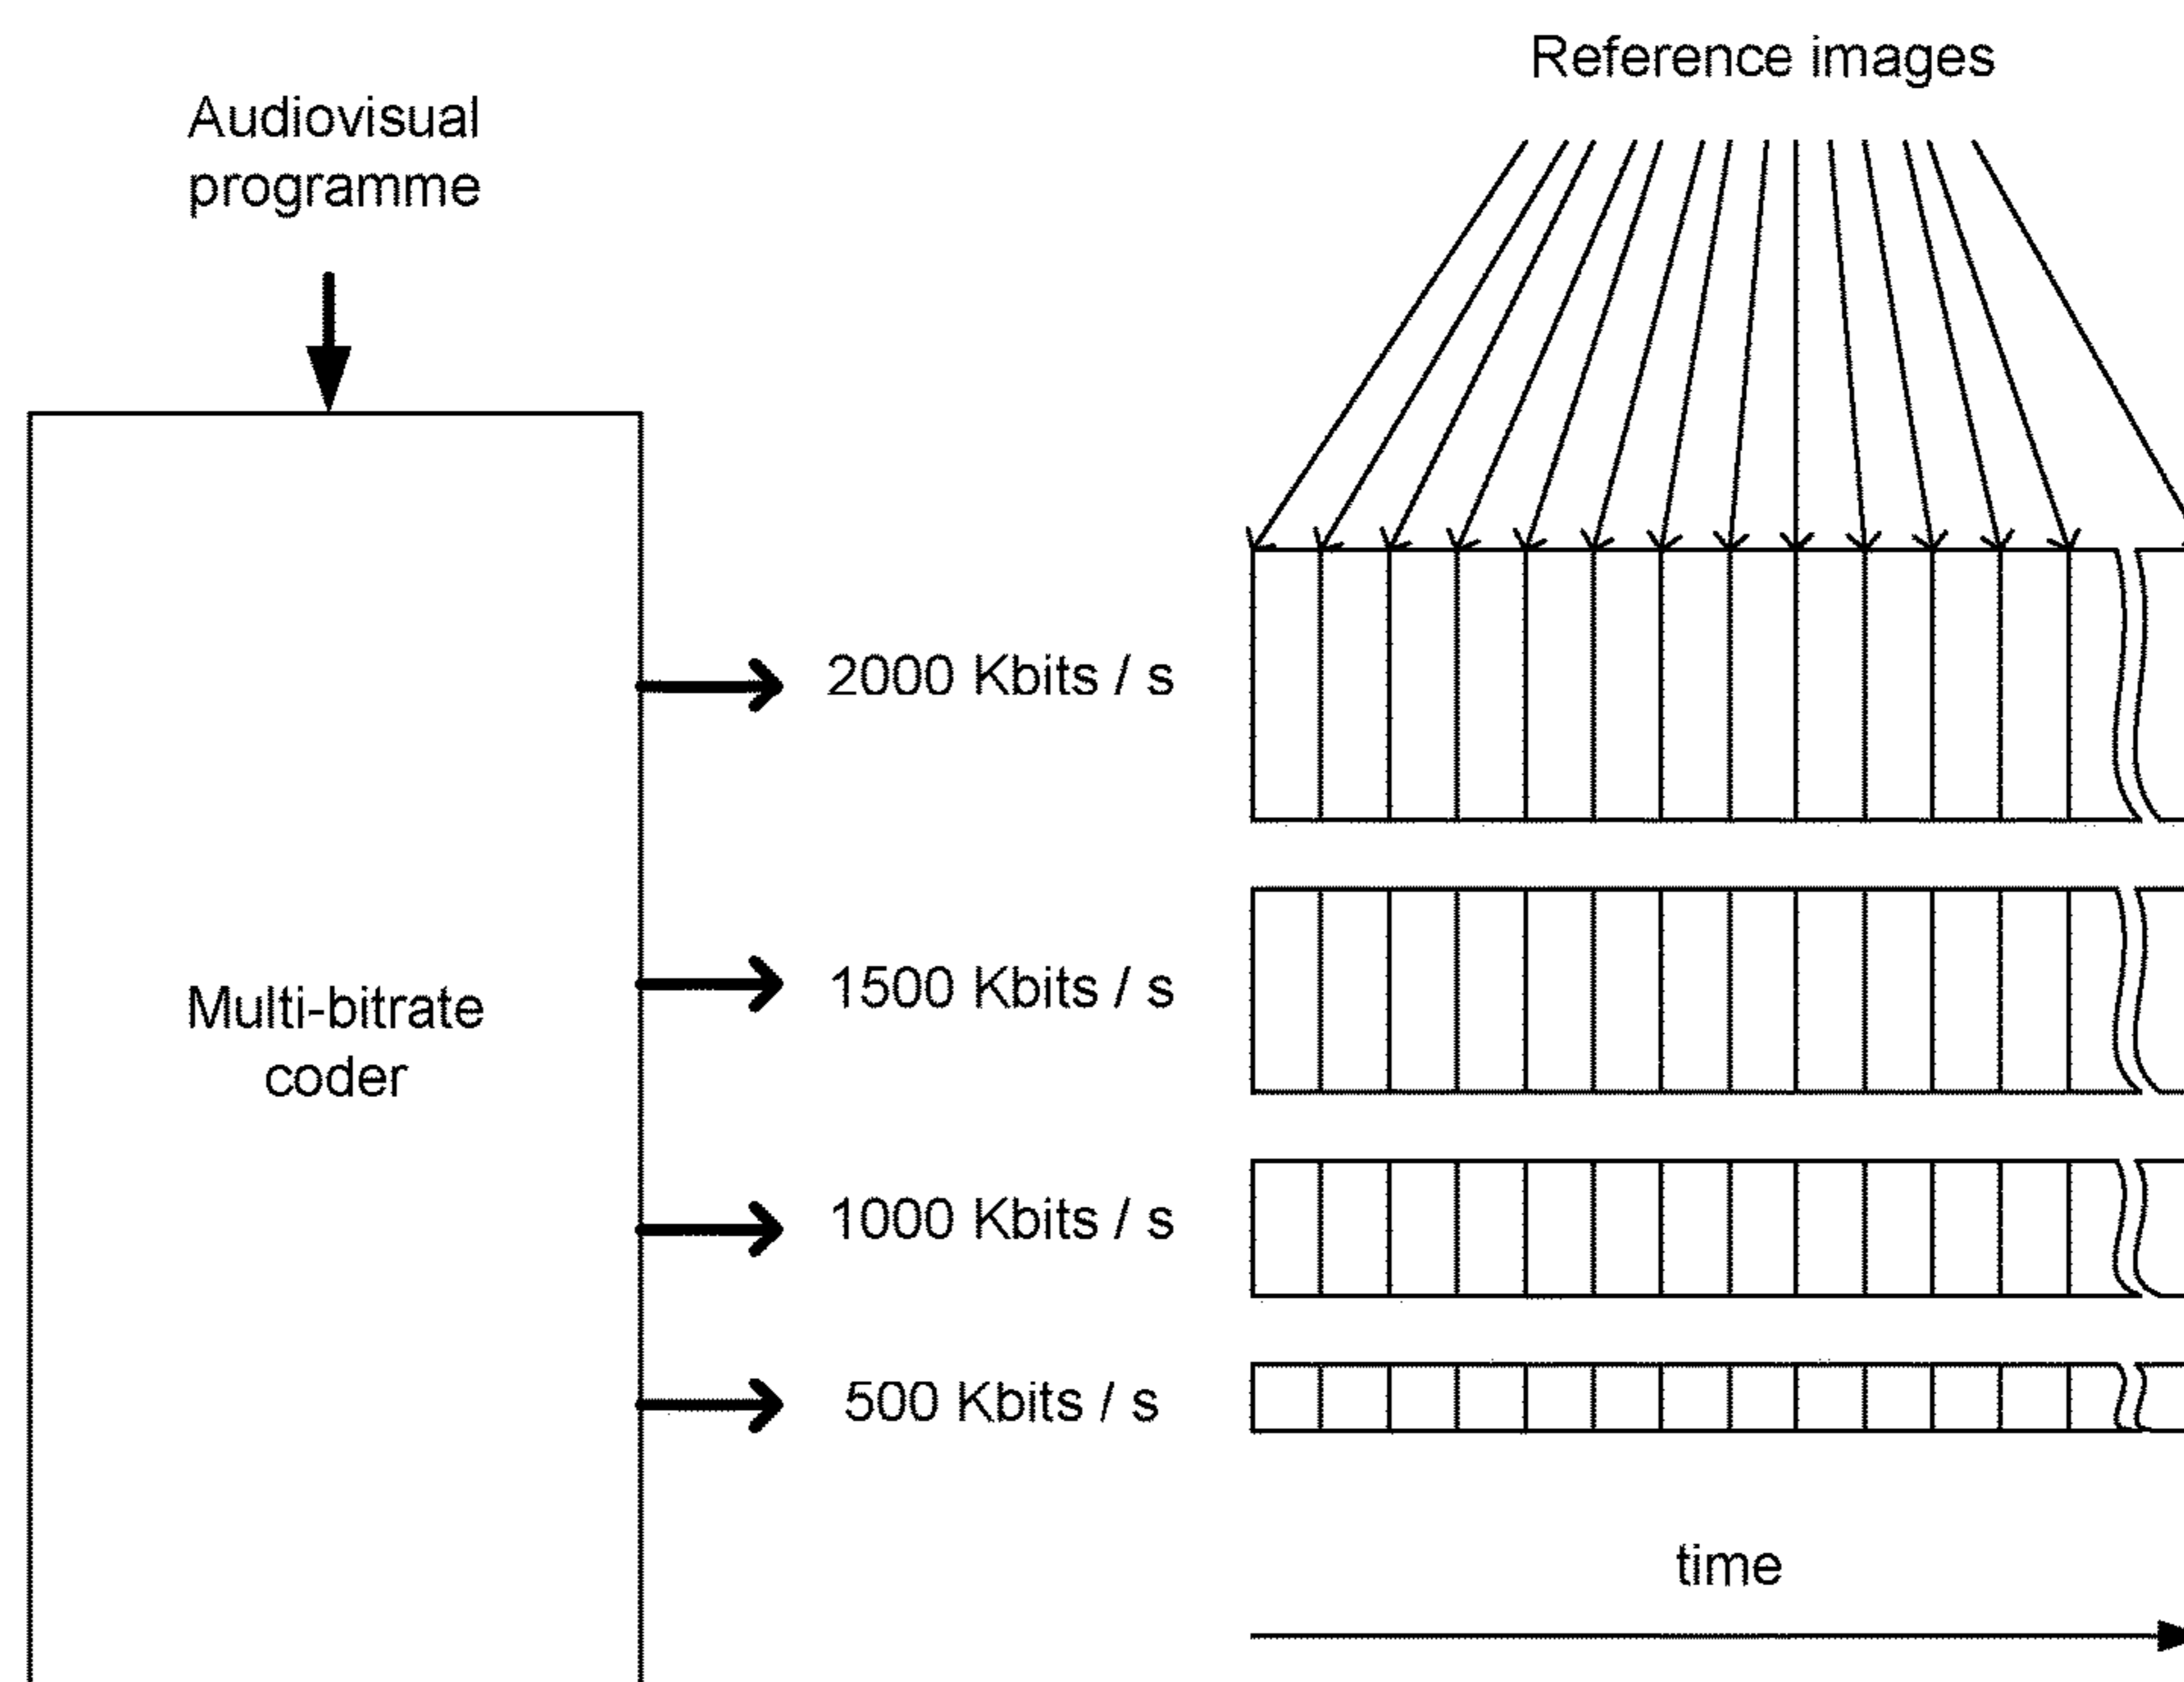 Reference images
Audiovisual
programme
2000 Kbits / s
1500 Kbits / s
Multi-bitrate
coder
1000 Kbits / s
500 Kbits / s
time